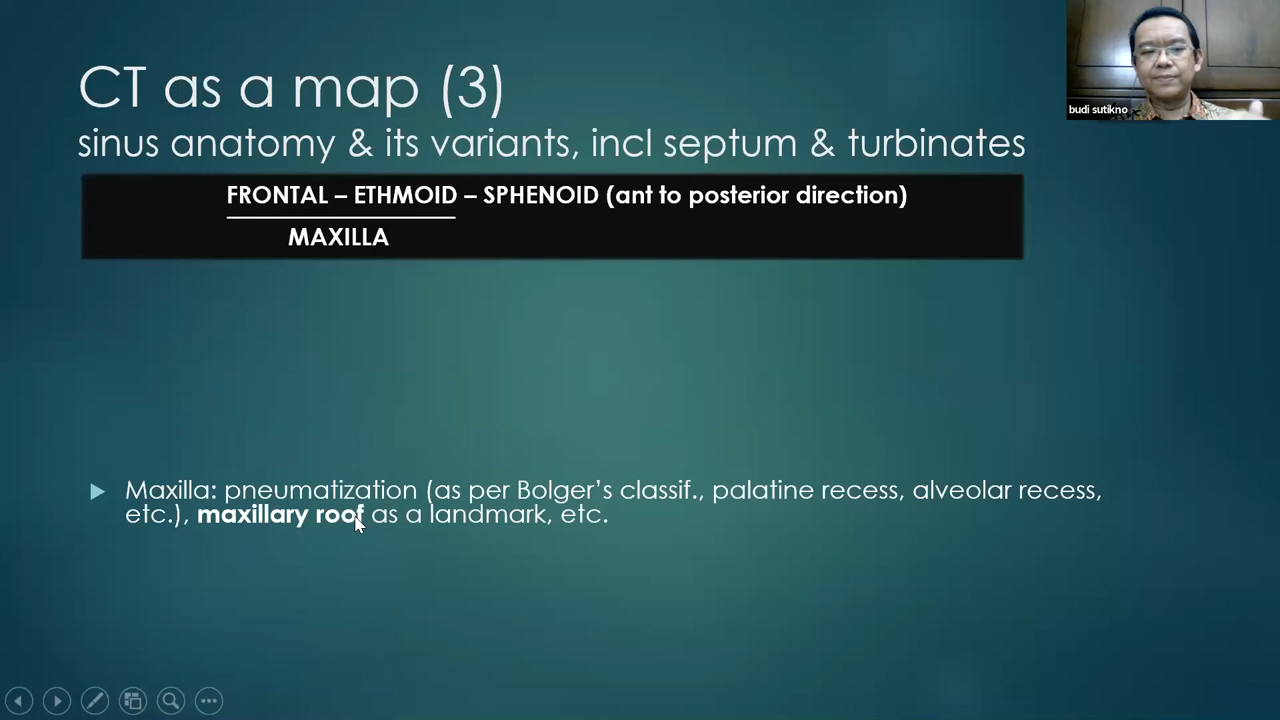 CT as a map (3)
sinus anatomy & its variants, incl septum & turbinates
FRONTAL – ETHMOID – SPHENOID (ant to posterior direction)
MAXILLA
Maxilla: pneumatization (as per Bolger’s classif., palatine recess, alveolar recess,
etc.), maxillary roof as a landmark, etc.
budi sutikno